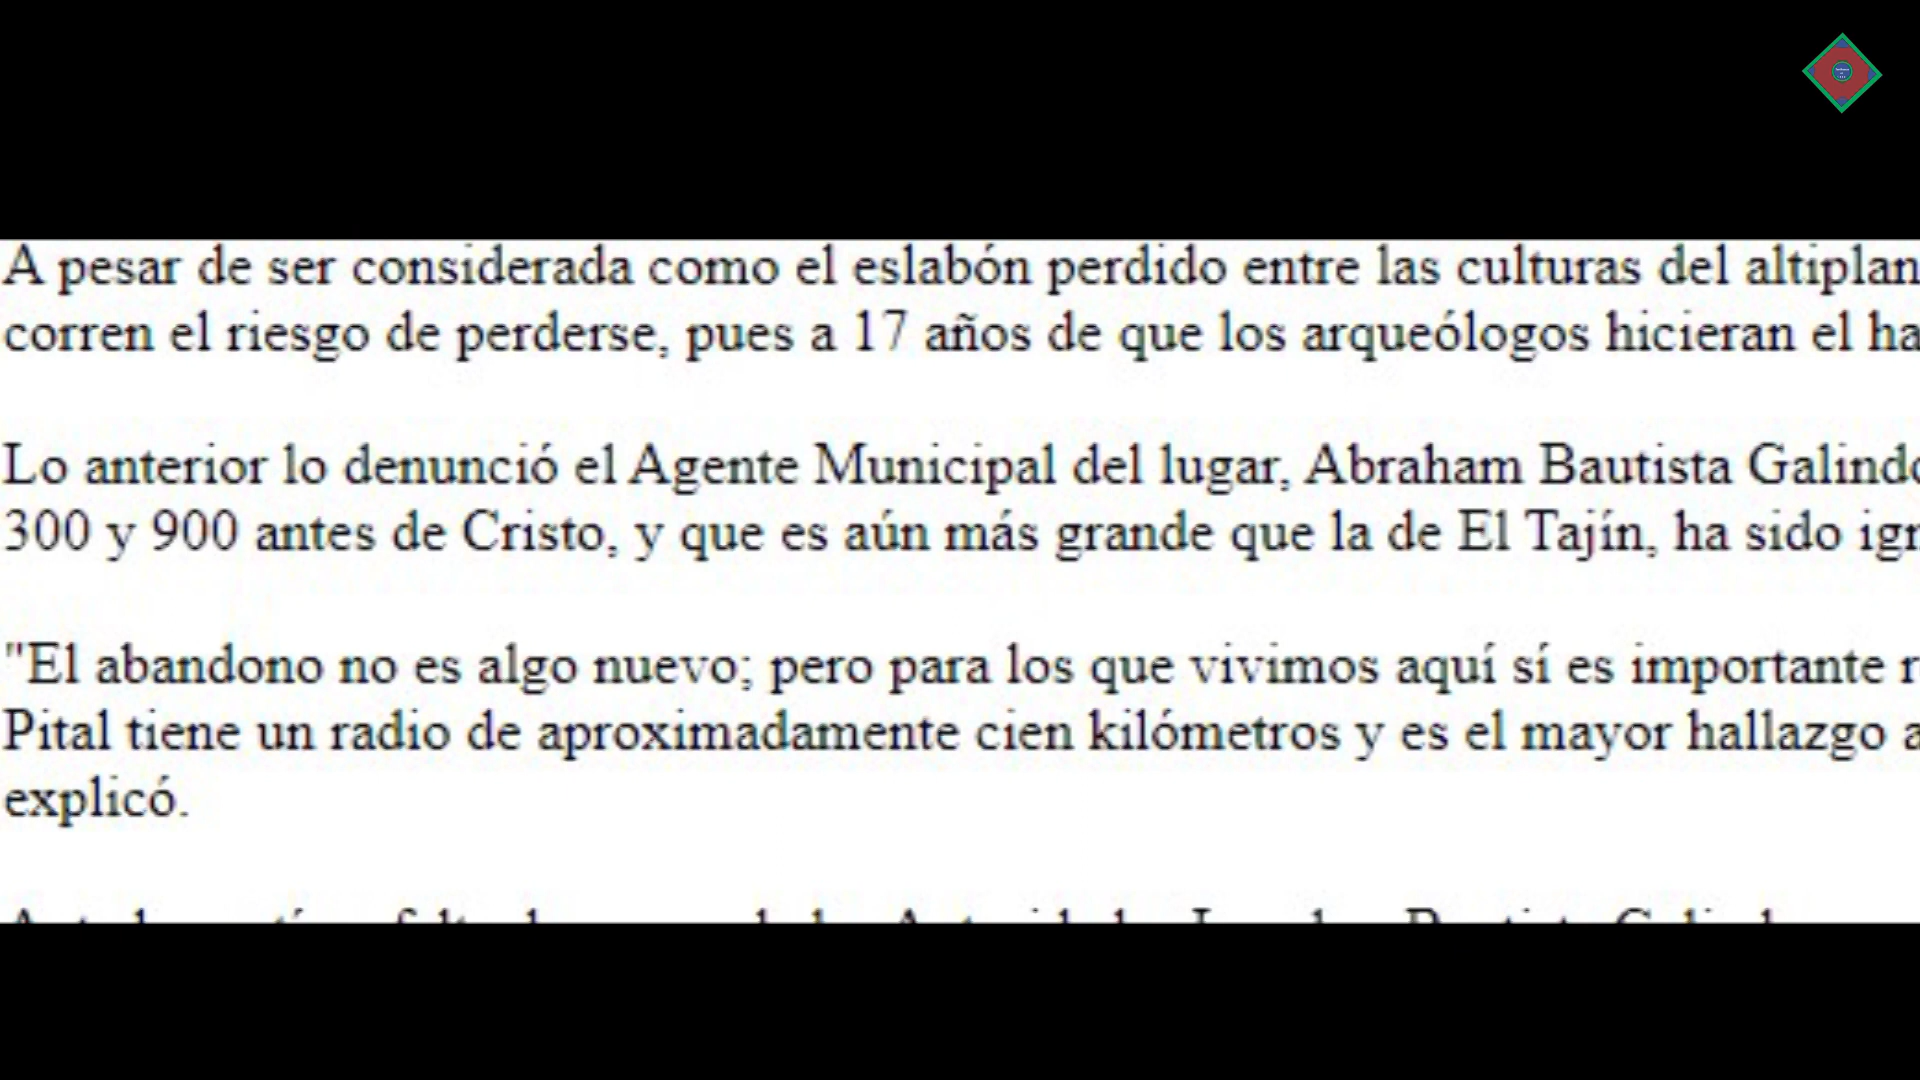 A pesar de ser considerada como el eslabón perdido entre las culturas del altiplan
corren el riesgo de perderse, pues a 17 años de que los arqueólogos hicieran el ha
Lo anterior lo denunció el Agente Municipal del lugar, Abraham Bautista Galindo
300 y 900 antes de Cristo, y que es aún más grande que la de El Tajín, ha sido ign
"El abandono no es algo nuevo; pero para los que vivimos aquí sí es importante r
Pital tiene un radio de aproximadamente cien kilómetros y es el mayor hallazgo a
explicó.